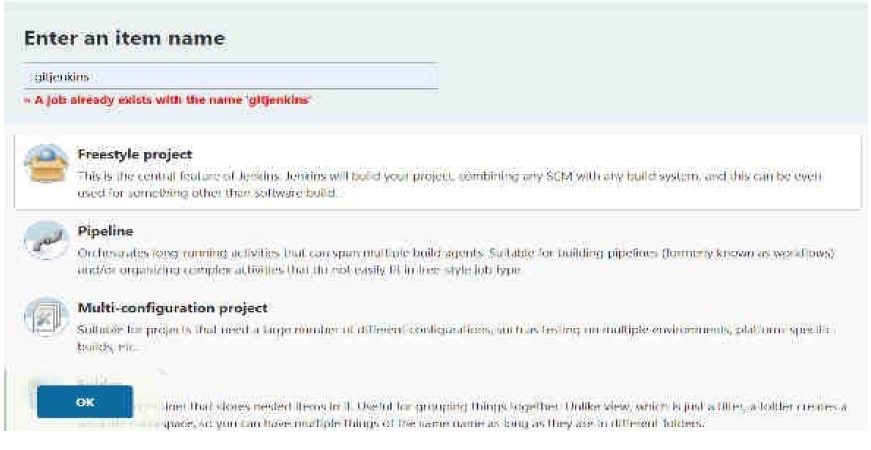 Enter an item name
gitjenkins
» A job already exists with the name 'gitjenkins'
Freestyle project
This is the central feature of Jenkins. Jenkins will build your project, combining any SCM with any build system, and this can be even
used for something other than software build.
Pipeline
Orchestrates long-running activities that can span multiple build agents. Suitable for building pipelines (formerly known as workflows)
and/or organizing complex activities that do not easily fit in free-style job type.
Multi-configuration project
Suitable for projects that need a large number of different configurations, such as testing on multiple environments, platform-specific
builds, etc.
Folder
OK
that stores nested items in it. Useful for grouping things together. Unlike view, which is just a filter, a folder creates a
space, so you can have multiple things of the same name as long as they are in different folders.